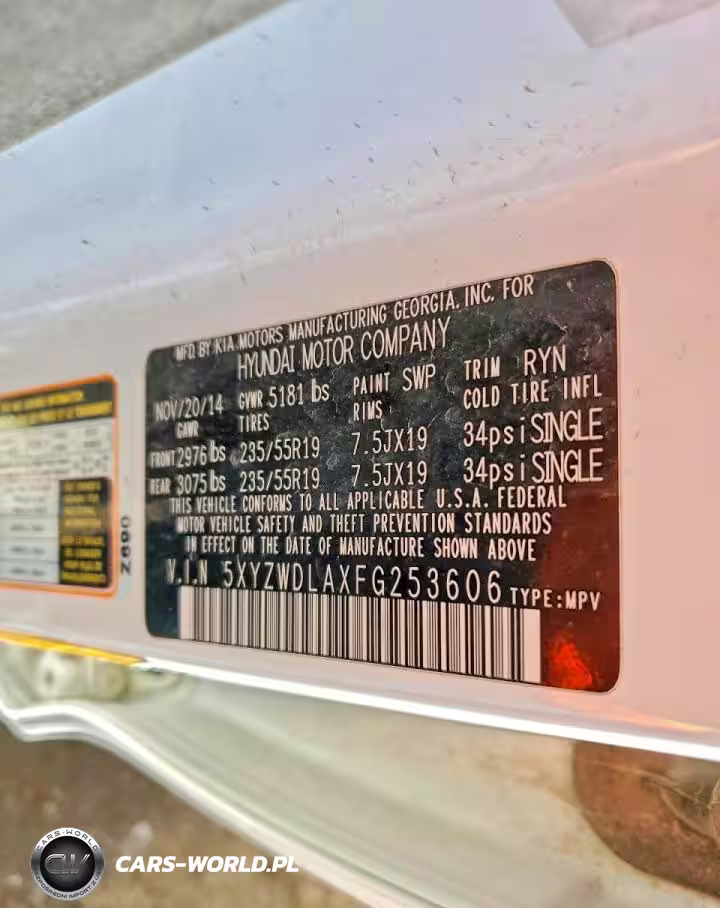 MFD BY KIA MOTORS MANUFACTURING GEORGIA. INC. FOR
HYUNDAI MOTOR COMPANY
NOV/20/14 GVWR 5181 lbs PAINT SWP TRIM RYN
GAWR TIRES RIMS COLD TIRE INFL
FRONT 2976 lbs 235/55R19 7.5JX19 34psi SINGLE
REAR 3075 lbs 235/55R19 7.5JX19 34psi SINGLE
THIS VEHICLE CONFORMS TO ALL APPLICABLE U.S.A. FEDERAL
MOTOR VEHICLE SAFETY AND THEFT PREVENTION STANDARDS
IN EFFECT ON THE DATE OF MANUFACTURE SHOWN ABOVE
V.I.N 5XYZWDLAXFG253606 TYPE:MPV
CARS-WORLD
CW
CARS-WORLD.PL